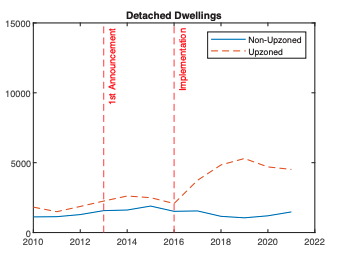 Detached Dwellings
15000
10000
5000
0
1st Announcement
Implementation
Non-Upzoned
Upzoned
2010
2012
2014
2016
2018
2020
2022